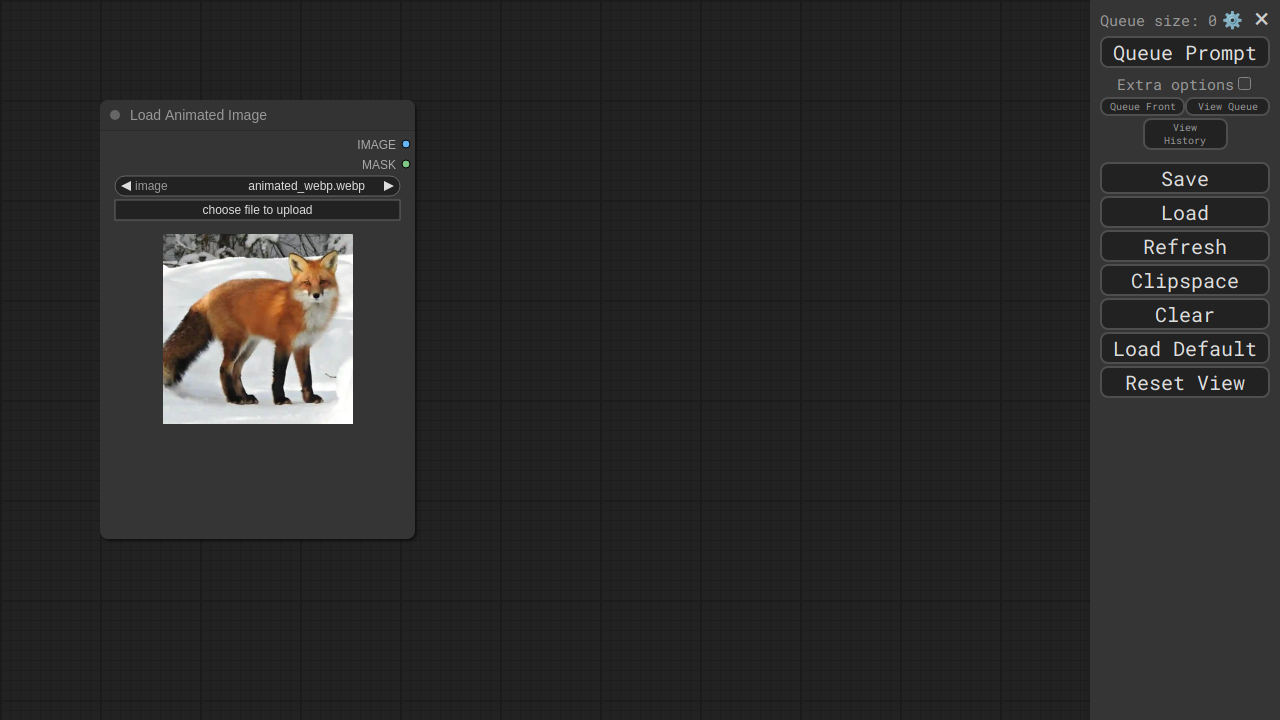 Queue size: 0
Queue Prompt
Extra options
Queue Front
View Queue
View
History
Save
Load
Refresh
Clipspace
Clear
Load Default
Reset View
Load Animated Image
IMAGE
MASK
image animated_webp.webp
choose file to upload